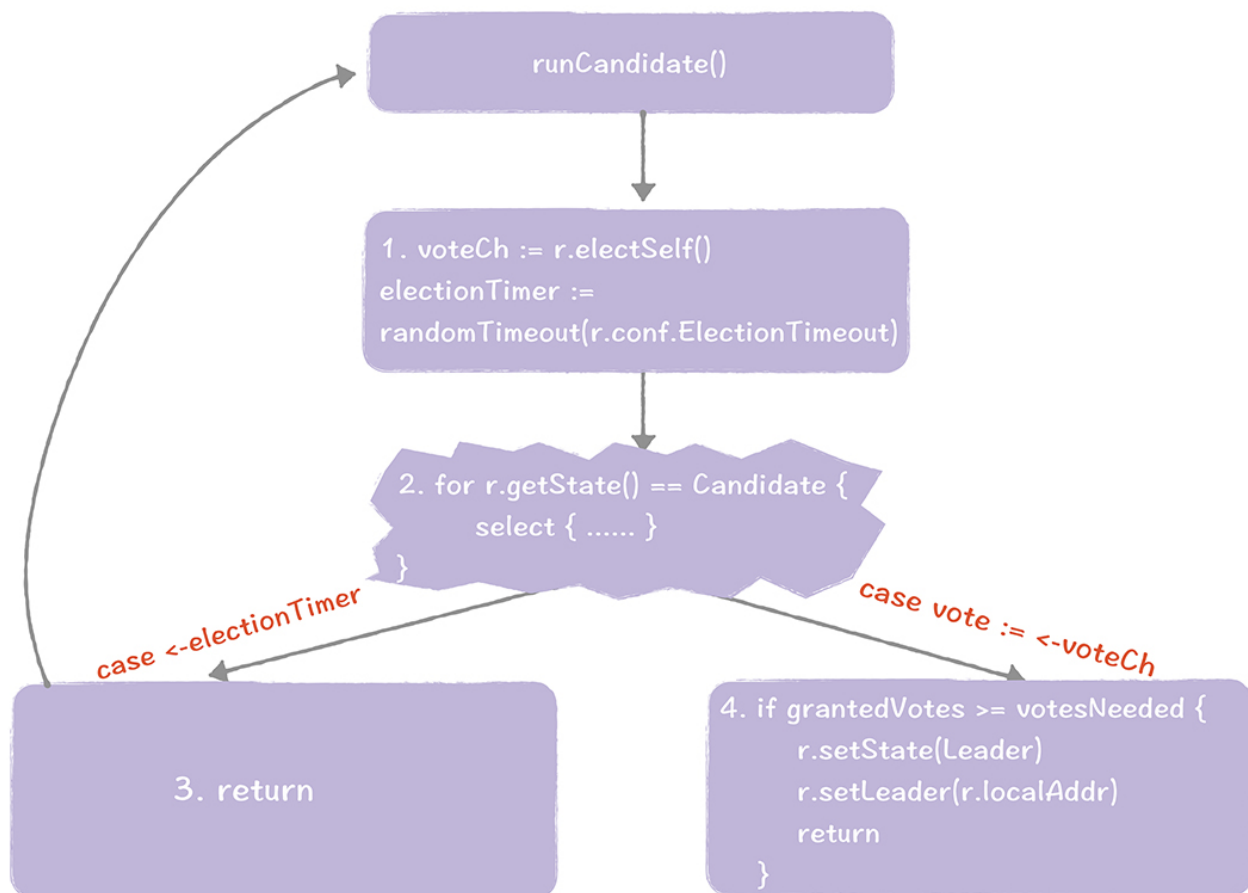 runCandidate()
1. voteCh := r.electSelf()
electionTimer :=
randomTimeout(r.conf.ElectionTimeout)
2. for r.getState() == Candidate {
select { ...... }
}
case <-electionTimer
case vote := <-voteCh
3. return
4. if grantedVotes >= votesNeeded {
r.setState(Leader)
r.setLeader(r.localAddr)
return
}